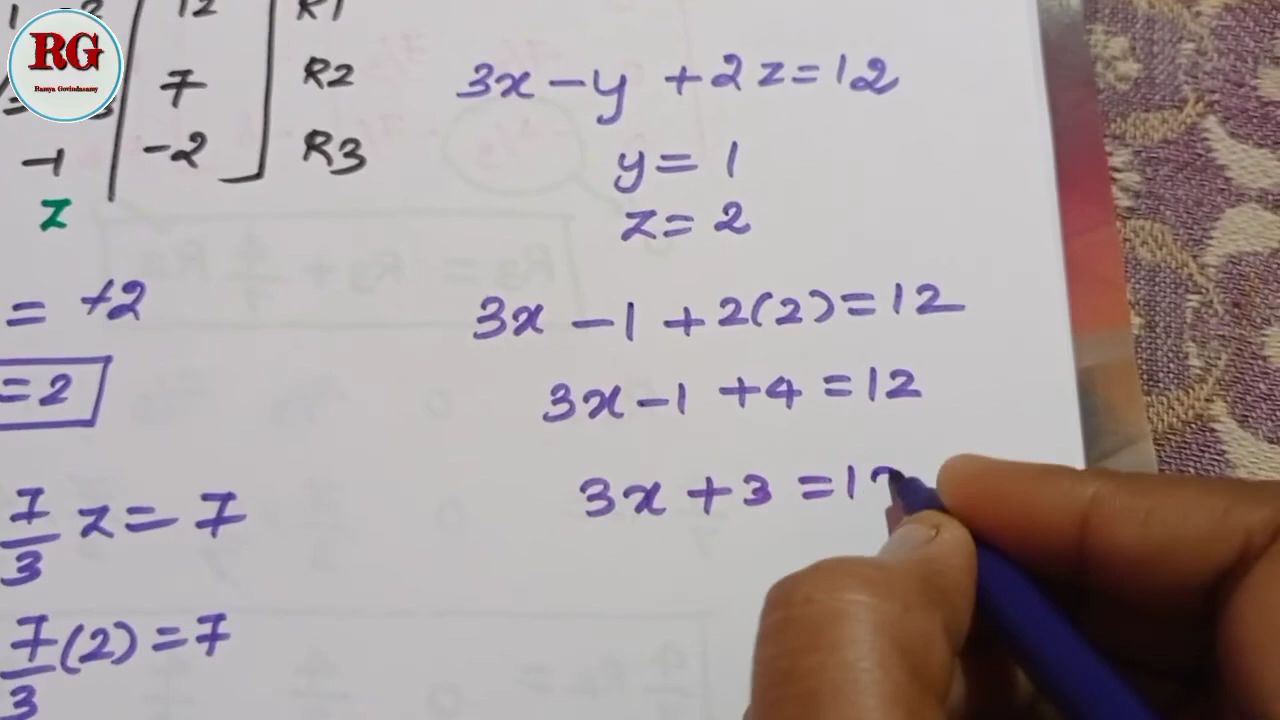 RG
Ramya Govindasamy
12 R1
7 R2
-1 -2 R3
z
= +2
= 2
7/3 z = 7
7/3 (2) = 7
3x - y + 2z = 12
y = 1
z = 2
3x - 1 + 2(2) = 12
3x - 1 + 4 = 12
3x + 3 = 12